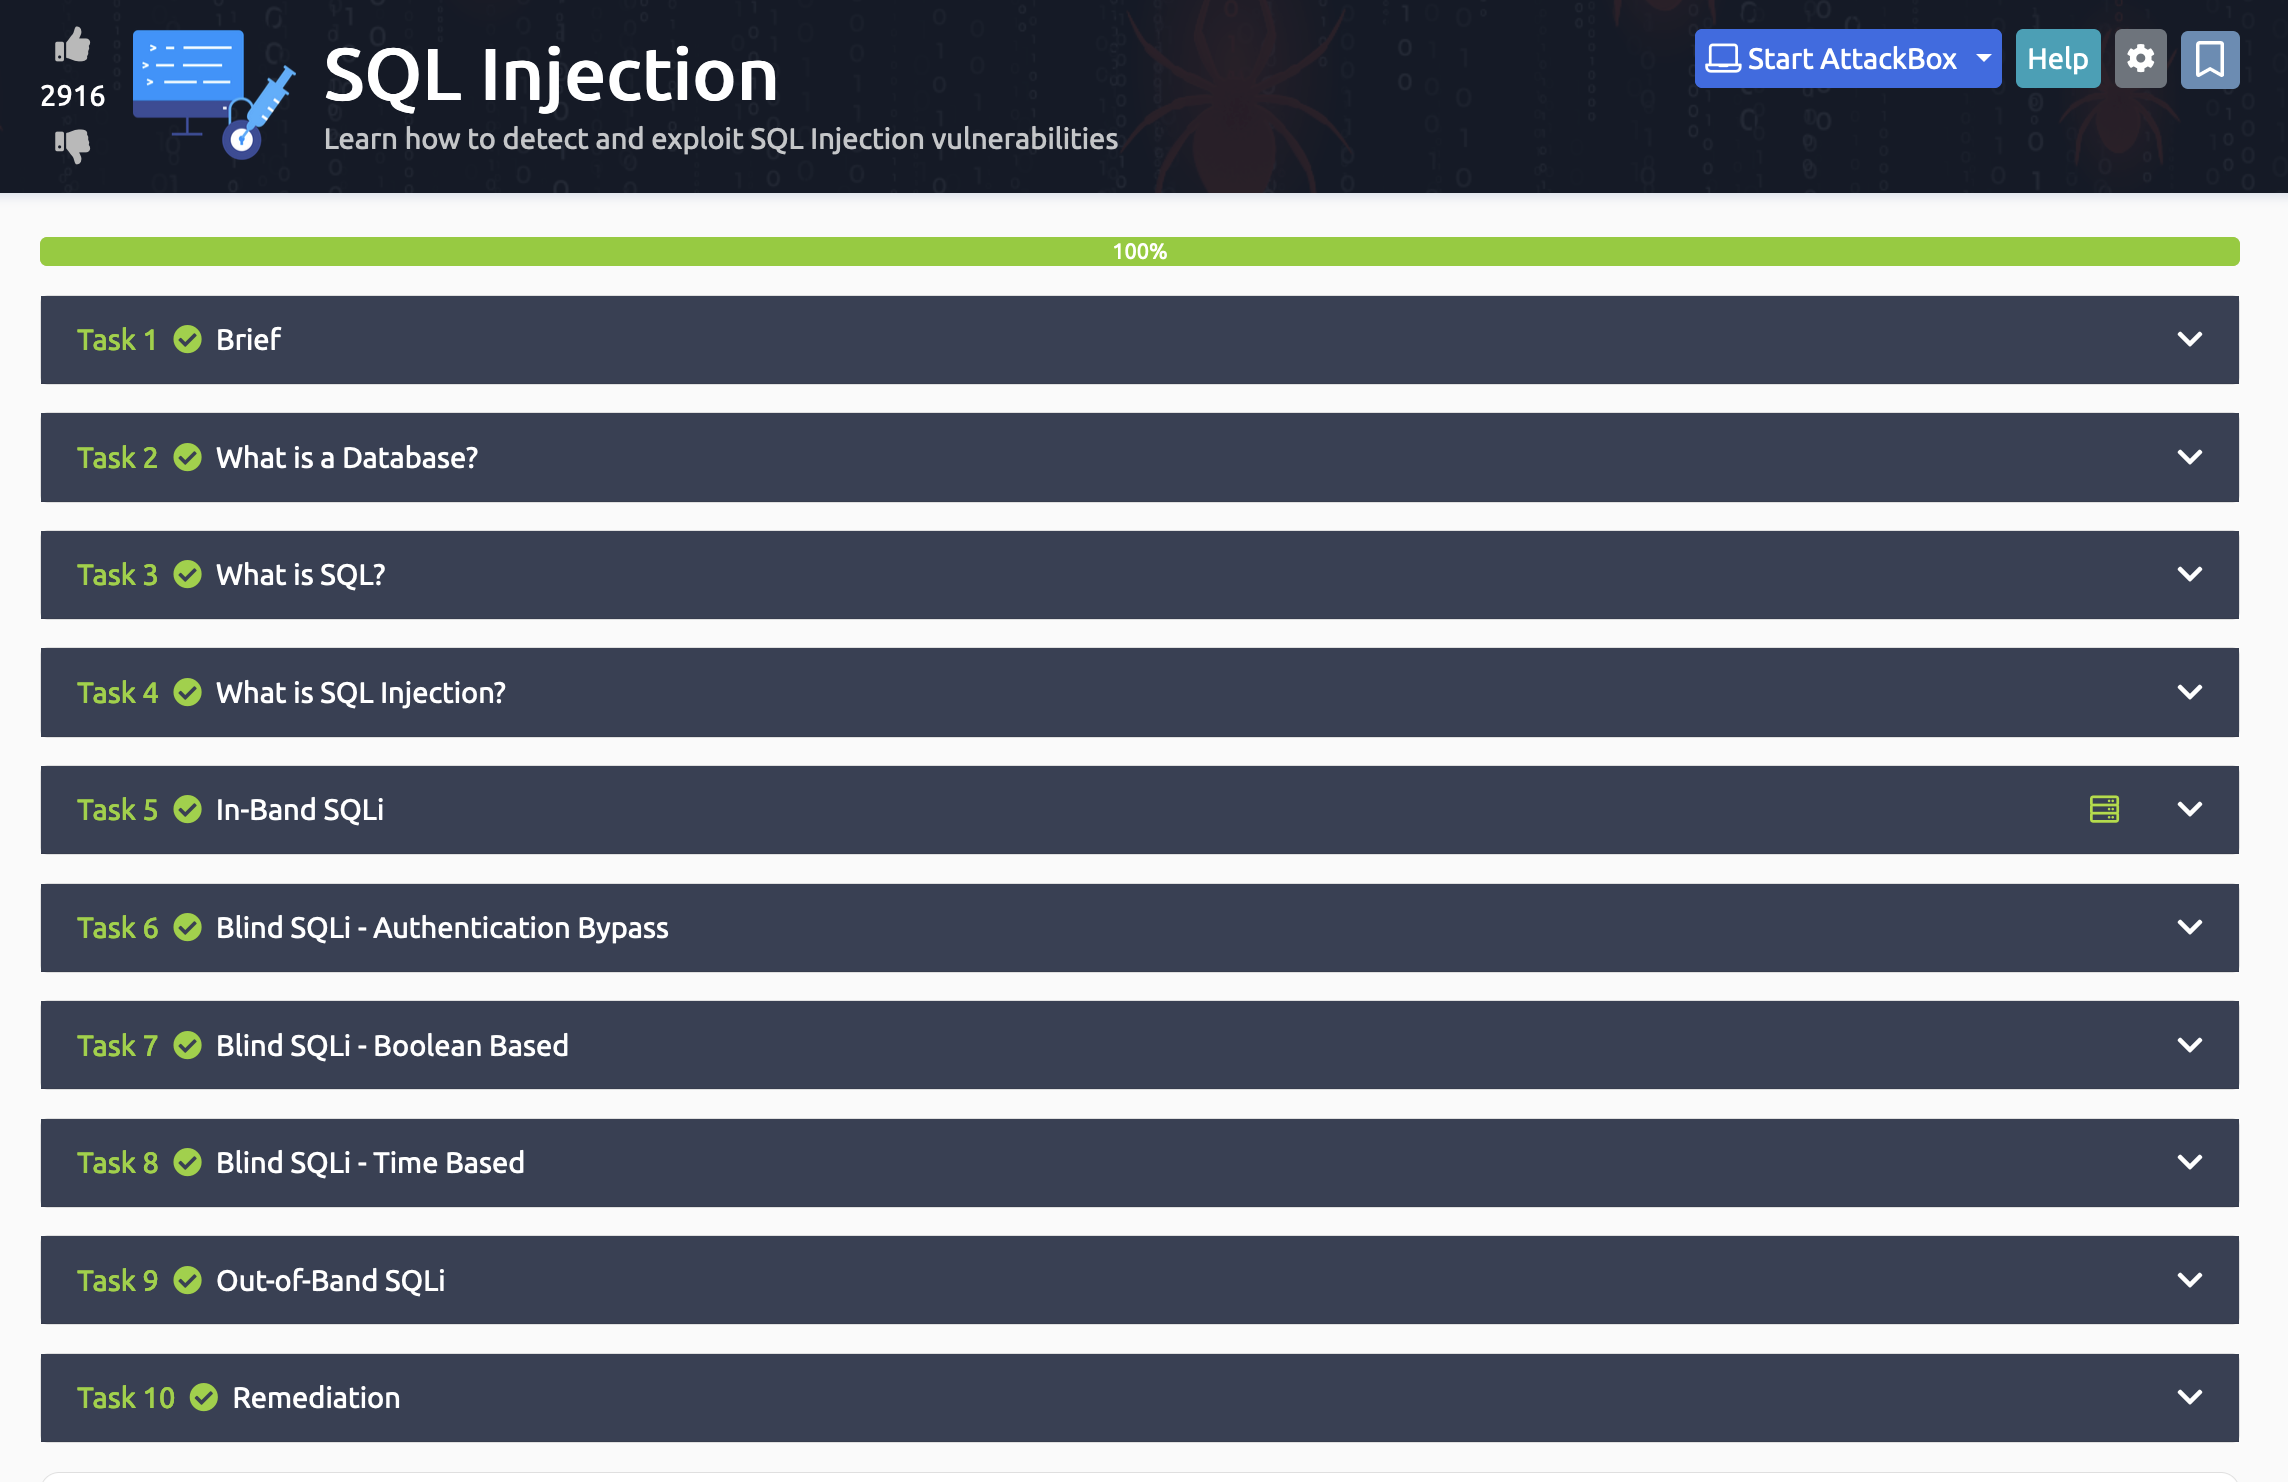 2916
SQL Injection
Learn how to detect and exploit SQL Injection vulnerabilities
Start AttackBox
Help
100%
Task 1 Brief
Task 2 What is a Database?
Task 3 What is SQL?
Task 4 What is SQL Injection?
Task 5 In-Band SQLi
Task 6 Blind SQLi - Authentication Bypass
Task 7 Blind SQLi - Boolean Based
Task 8 Blind SQLi - Time Based
Task 9 Out-of-Band SQLi
Task 10 Remediation